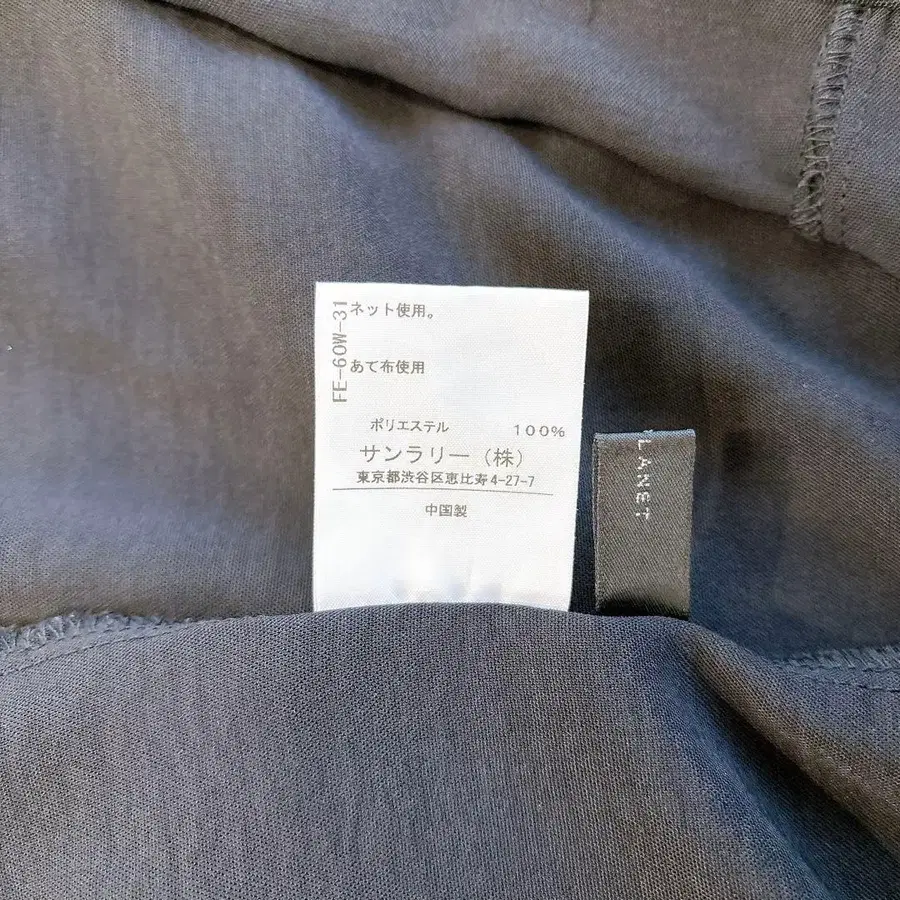 FE-60W-31
ネット使用。
あて布使用
ポリエステル 100%
サンラリー（株）
東京都渋谷区恵比寿4-27-7
中国製
LANET